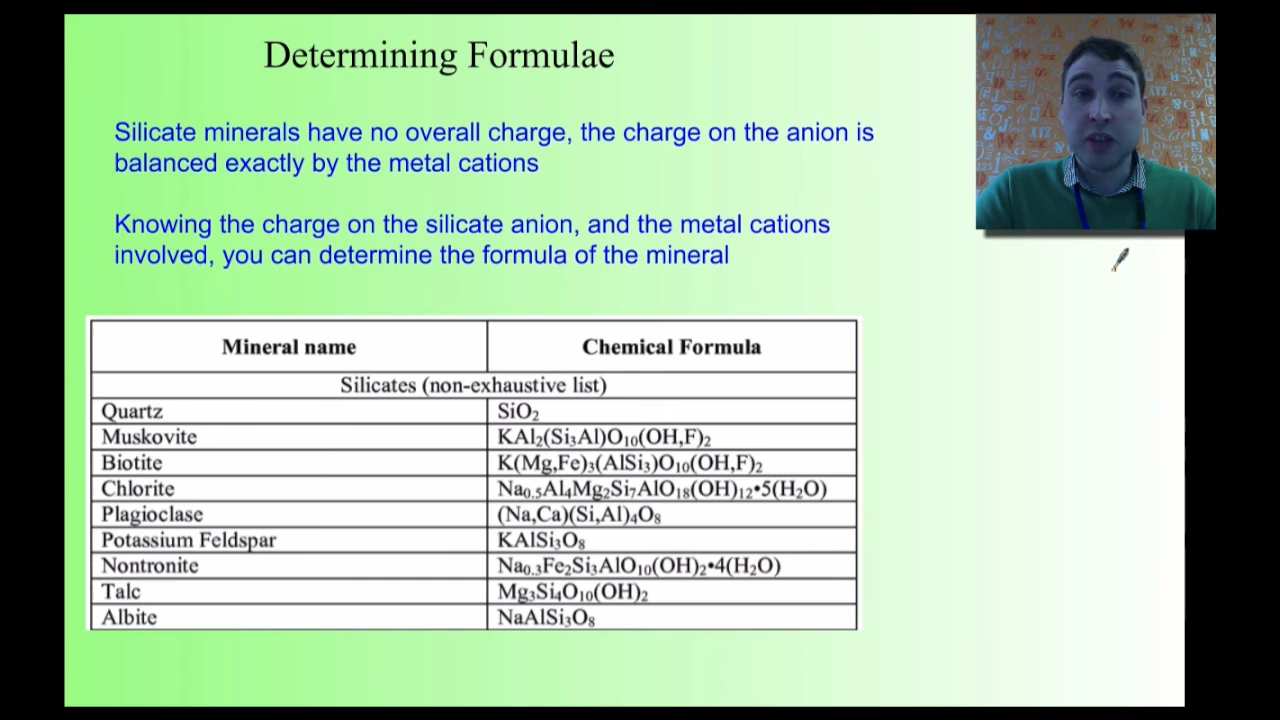 Determining Formulae
Silicate minerals have no overall charge, the charge on the anion is
balanced exactly by the metal cations
Knowing the charge on the silicate anion, and the metal cations
involved, you can determine the formula of the mineral
Mineral name Chemical Formula
Silicates (non-exhaustive list)
Quartz SiO₂
Muskovite KAl₂(Si₃Al)O₁₀(OH,F)₂
Biotite K(Mg,Fe)₃(AlSi₃)O₁₀(OH,F)₂
Chlorite Na₀.₅Al₄Mg₂Si₇AlO₁₈(OH)₁₂•5(H₂O)
Plagioclase (Na,Ca)(Si,Al)₄O₈
Potassium Feldspar KAlSi₃O₈
Nontronite Na₀.₃Fe₂Si₃AlO₁₀(OH)₂•4(H₂O)
Talc Mg₃Si₄O₁₀(OH)₂
Albite NaAlSi₃O₈